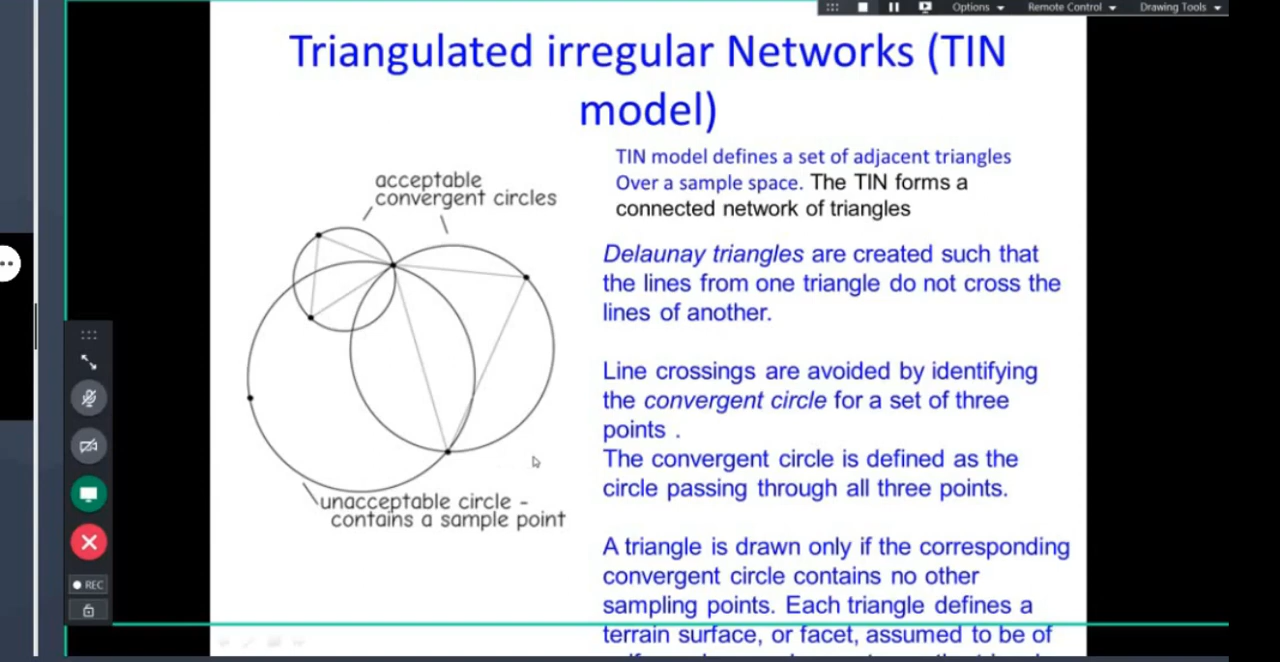 Options
Remote Control
Drawing Tools
Triangulated irregular Networks (TIN
model)
TIN model defines a set of adjacent triangles
Over a sample space. The TIN forms a
connected network of triangles
acceptable
convergent circles
Delaunay triangles are created such that
the lines from one triangle do not cross the
lines of another.
Line crossings are avoided by identifying
the convergent circle for a set of three
points .
The convergent circle is defined as the
circle passing through all three points.
unacceptable circle -
contains a sample point
A triangle is drawn only if the corresponding
convergent circle contains no other
sampling points. Each triangle defines a
terrain surface, or facet, assumed to be of
REC